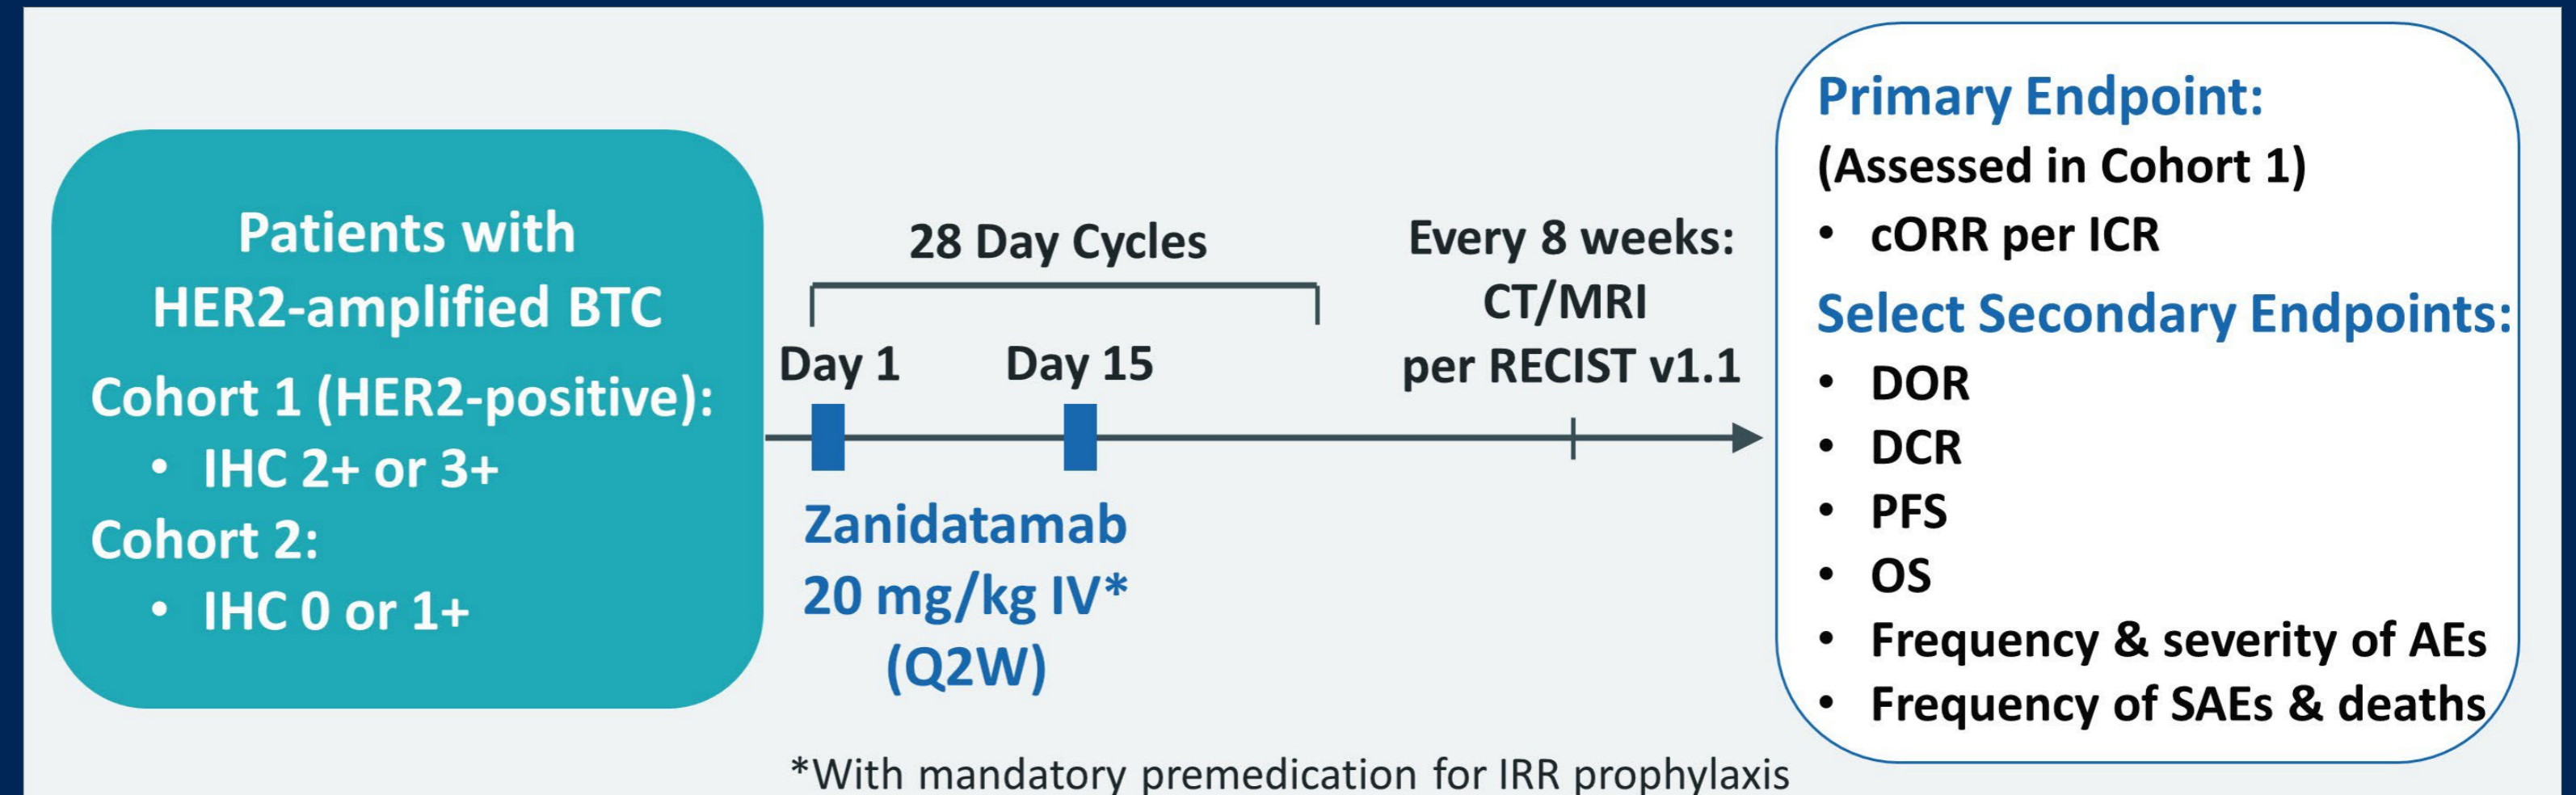 Patients with
HER2-amplified BTC
Cohort 1 (HER2-positive):
• IHC 2+ or 3+
Cohort 2:
• IHC 0 or 1+
28 Day Cycles
Day 1
Day 15
Zanidatamab
20 mg/kg IV*
(Q2W)
Every 8 weeks:
CT/MRI
per RECIST v1.1
*With mandatory premedication for IRR prophylaxis
Primary Endpoint:
(Assessed in Cohort 1)
• cORR per ICR
Select Secondary Endpoints:
• DOR
• DCR
• PFS
• OS
• Frequency & severity of AEs
• Frequency of SAEs & deaths